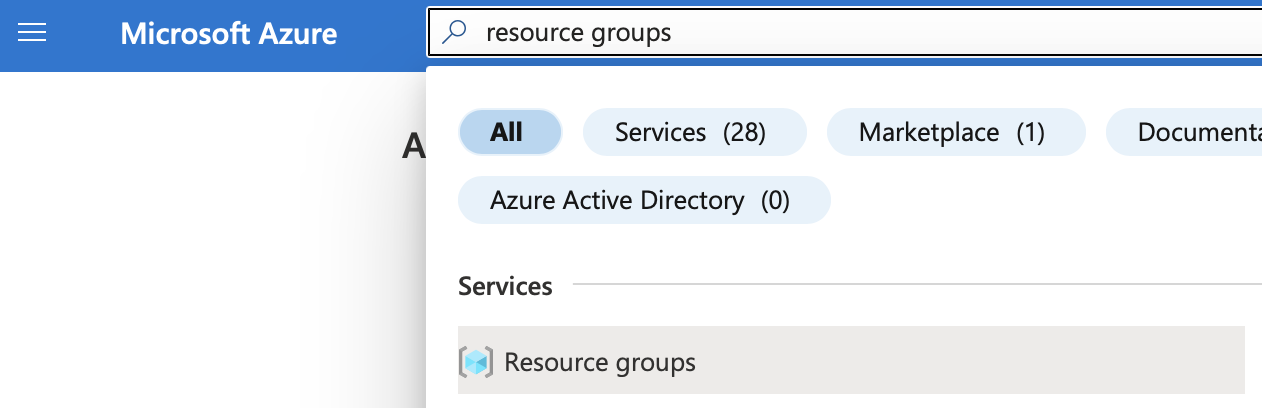 Microsoft Azure
resource groups
A
All
Services (28)
Marketplace (1)
Documenta
Azure Active Directory (0)
Services
Resource groups